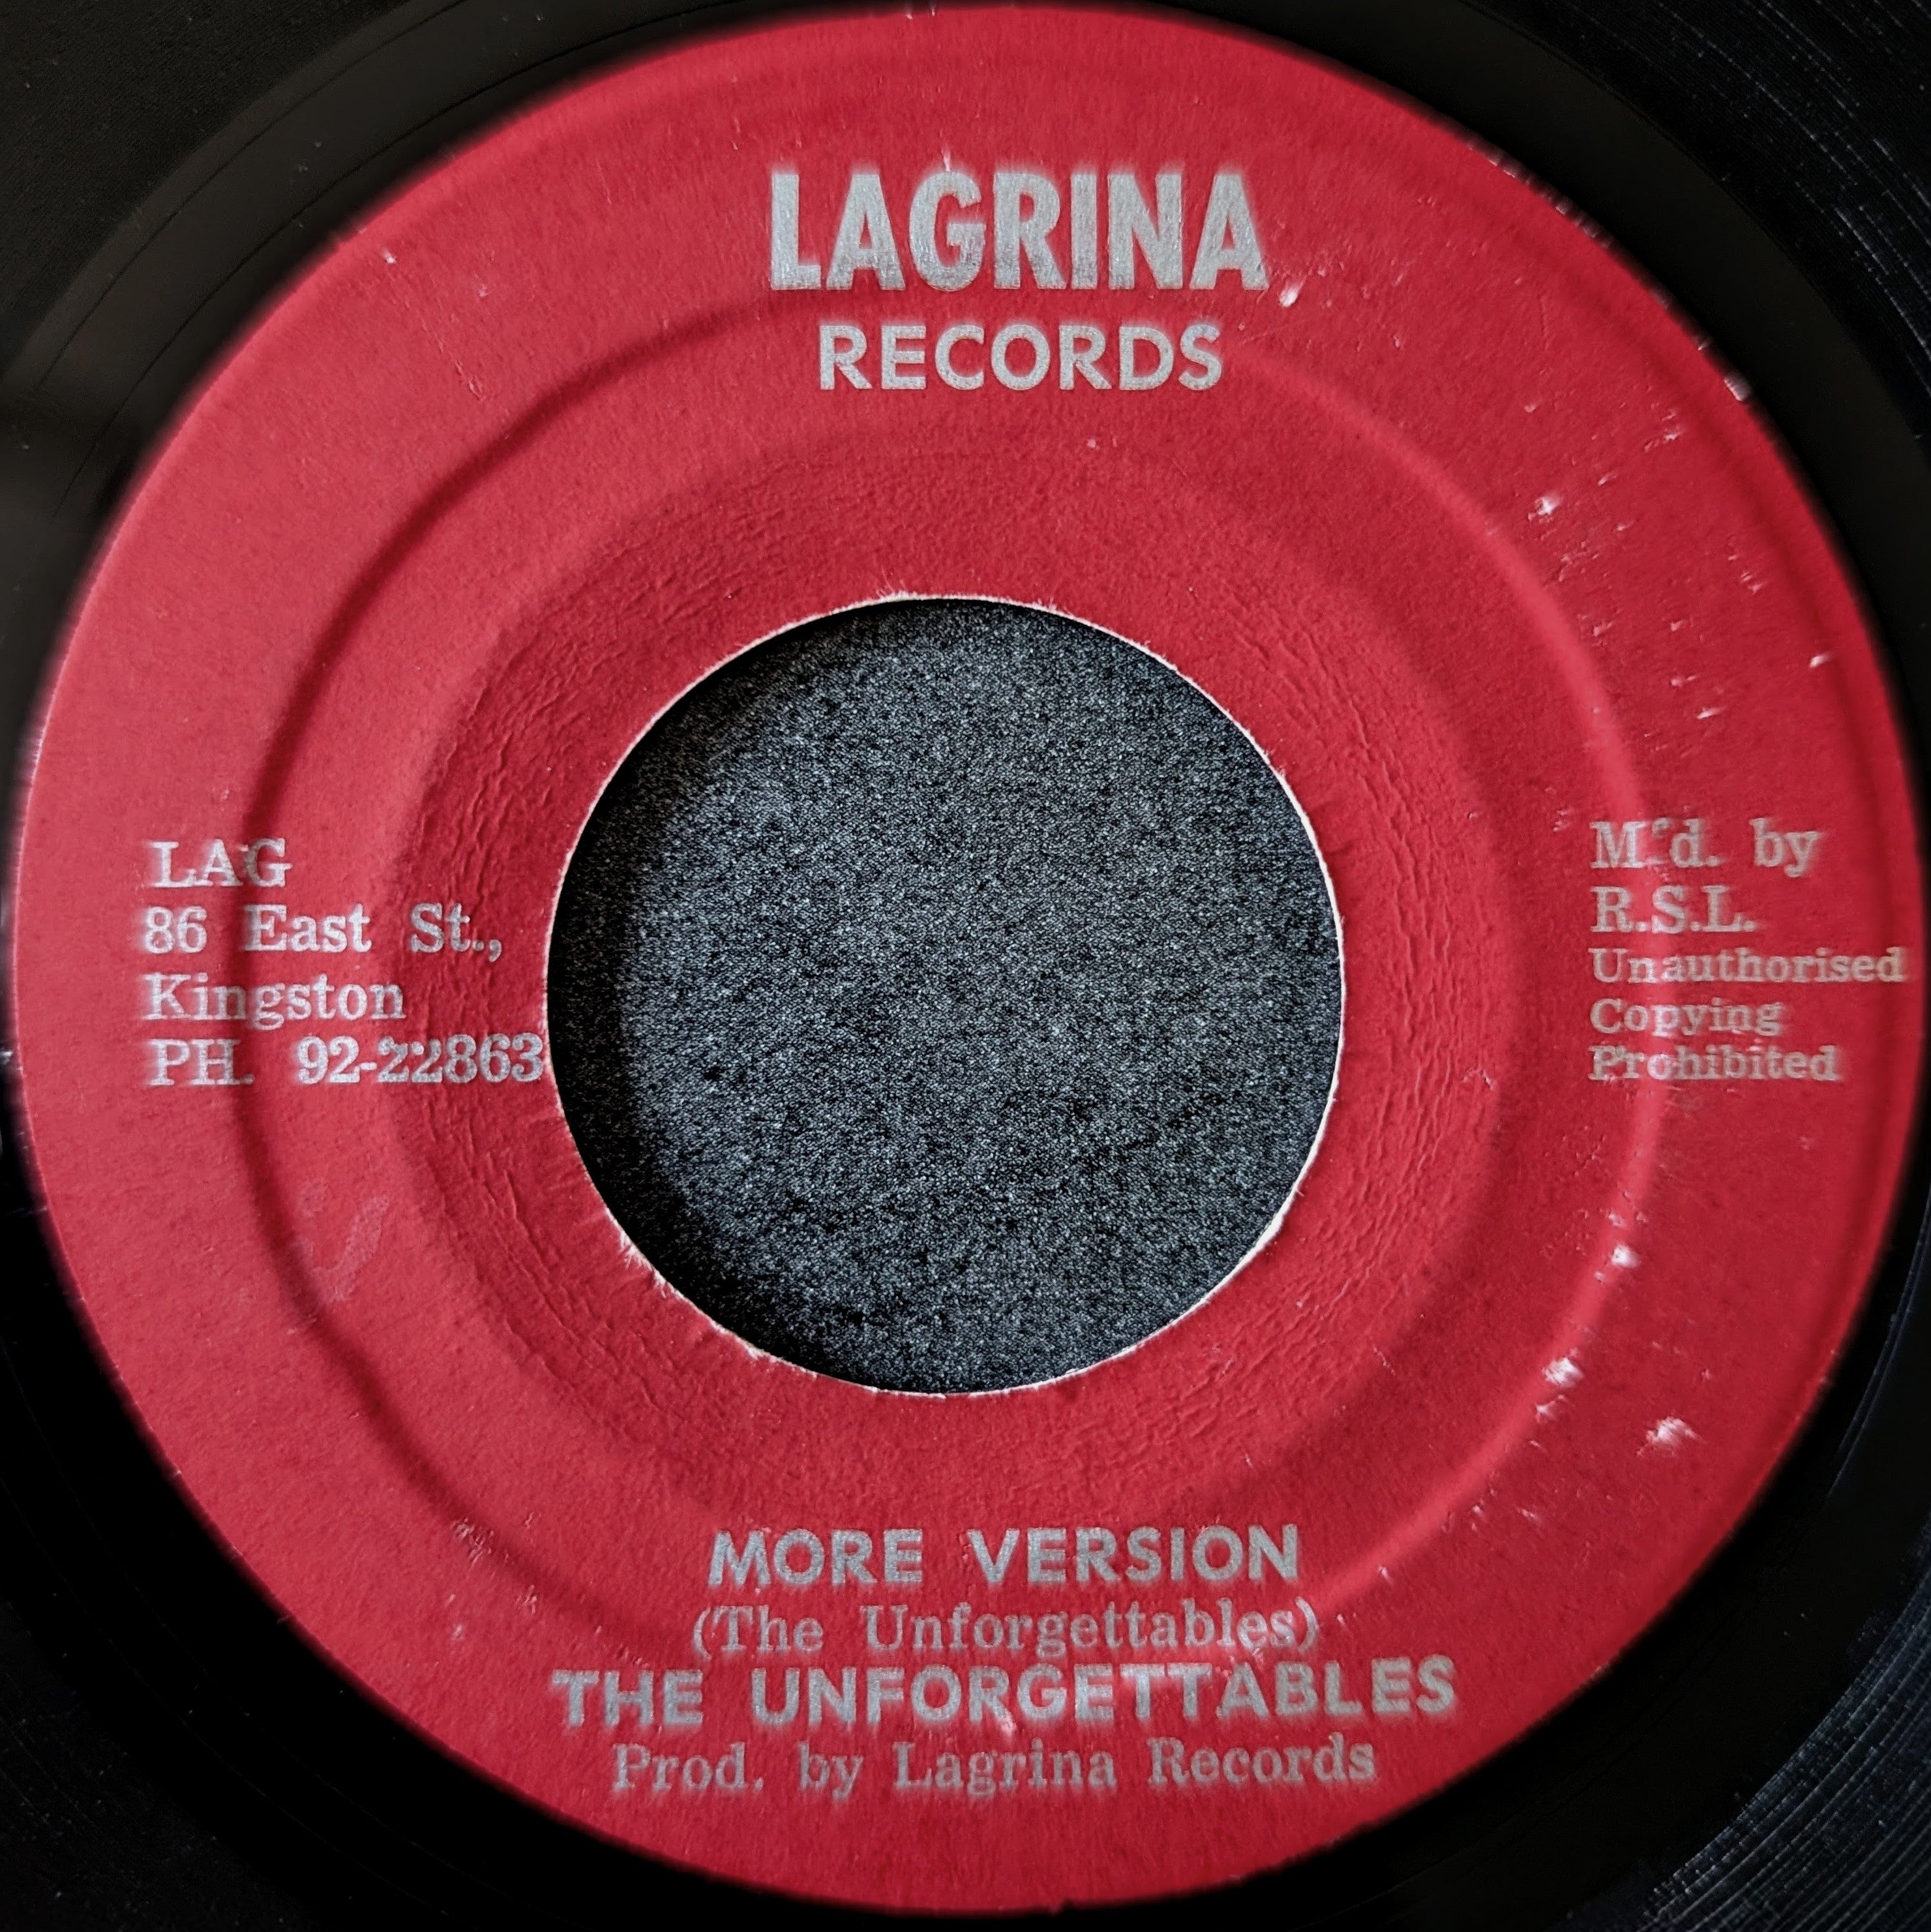 LAGRINA
RECORDS
LAG
86 East St.,
Kingston
PH. 92-22863
M'd. by
R.S.L.
Unauthorised
Copying
Prohibited
MORE VERSION
(The Unforgettables)
THE UNFORGETTABLES
Prod. by Lagrina Records